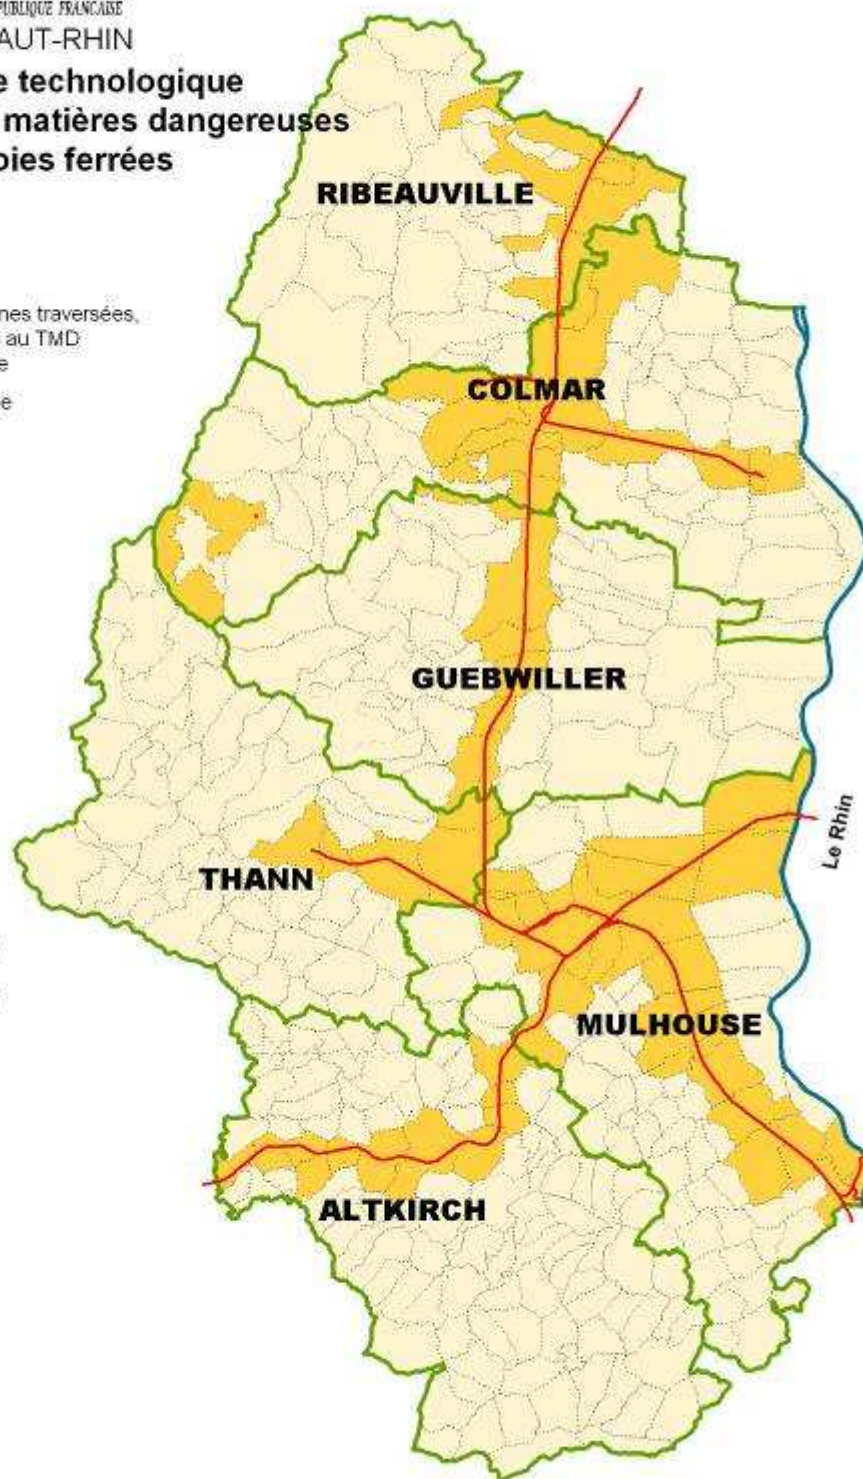 PUBLIQUE FRANCAISE
AUT-RHIN
e technologique
matières dangereuses
oies ferrées
RIBEAUVILLE
nes traversées,
au TMD
e
e
COLMAR
GUEBWILLER
Le Rhin
THANN
MULHOUSE
ALTKIRCH